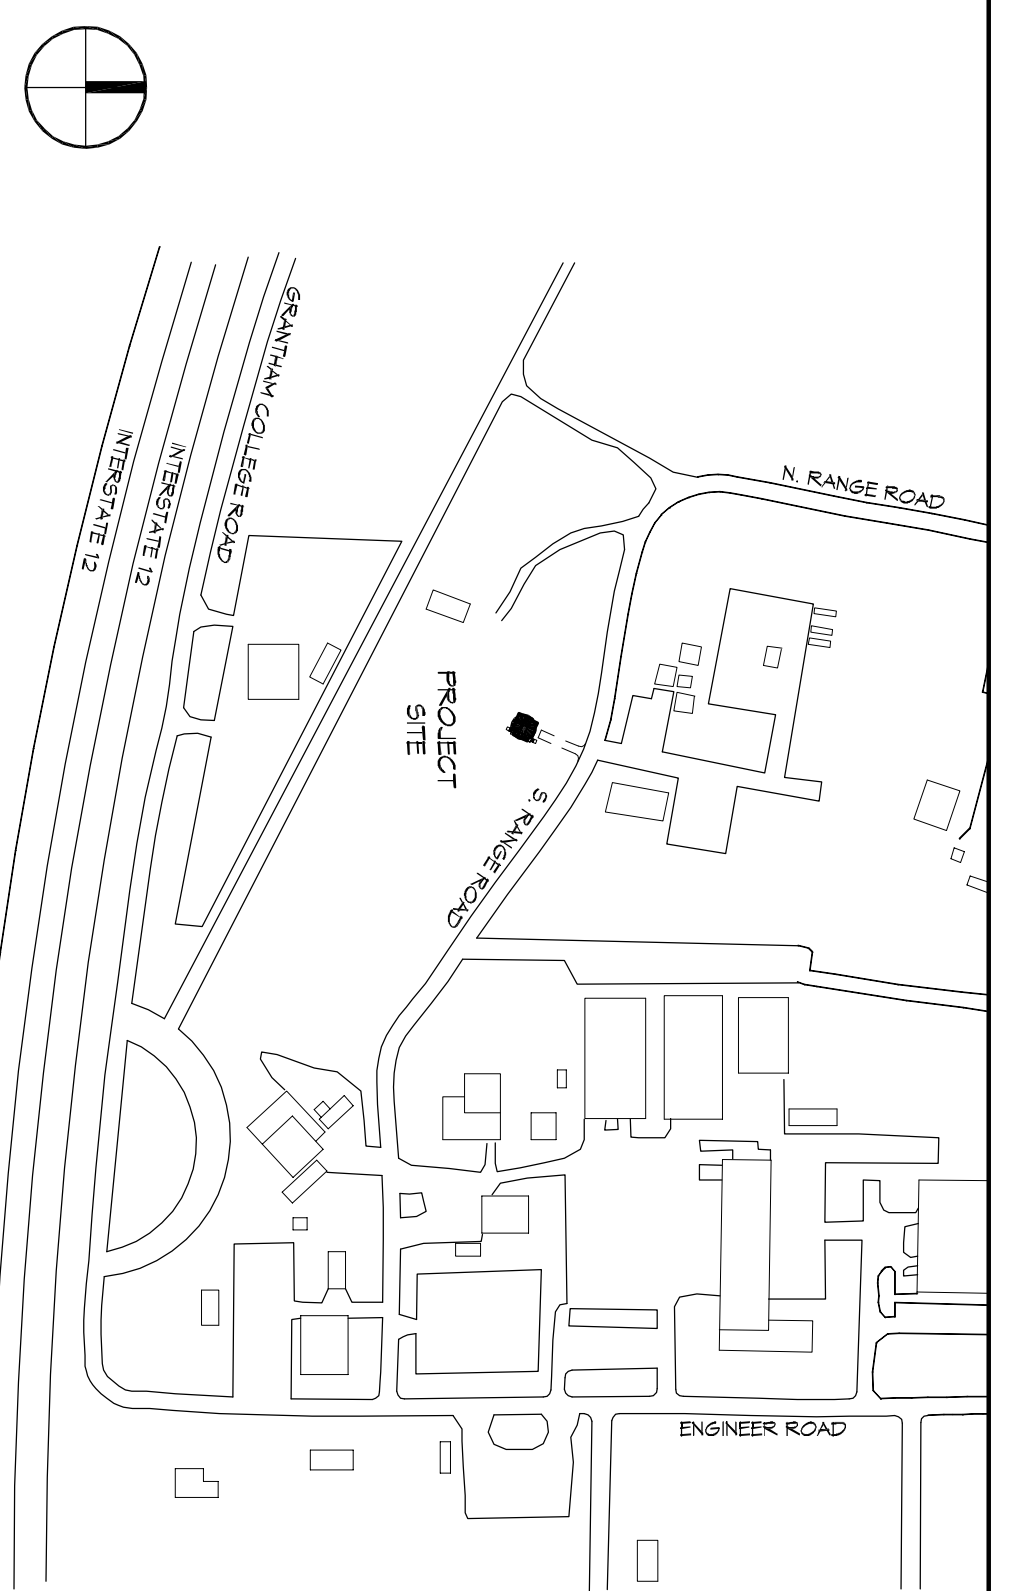 GRANTHAM COLLEGE ROAD
INTERSTATE 12
INTERSTATE 12
N. RANGE ROAD
PROJECT
SITE
S. RANGE ROAD
ENGINEER ROAD